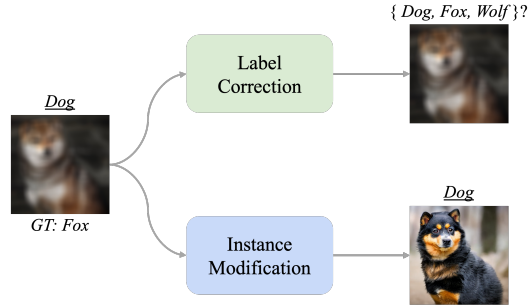 { Dog, Fox, Wolf }?
Label
Correction
Dog
GT: Fox
Dog
Instance
Modification